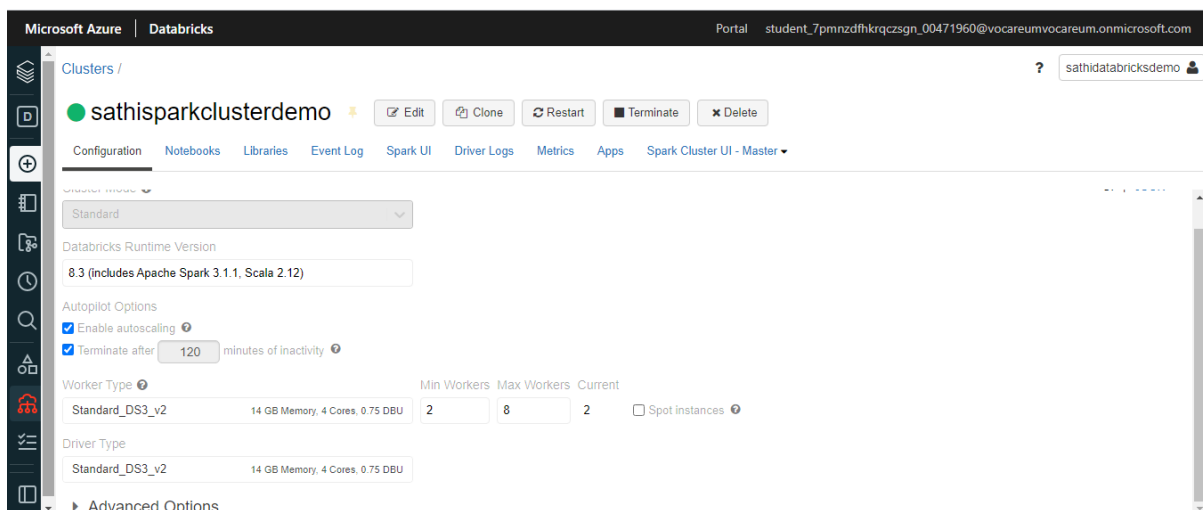 Microsoft Azure | Databricks Portal student_7pmnzdfhkrqczsgn_00471960@vocareumvocareum.onmicrosoft.com
Clusters / ? sathidatabricksdemo
sathisparkclusterdemo Edit Clone Restart Terminate Delete
Configuration Notebooks Libraries Event Log Spark UI Driver Logs Metrics Apps Spark Cluster UI - Master
Cluster Mode
Standard
Databricks Runtime Version
8.3 (includes Apache Spark 3.1.1, Scala 2.12)
Autopilot Options
Enable autoscaling
Terminate after 120 minutes of inactivity
Worker Type Min Workers Max Workers Current
Standard_DS3_v2 14 GB Memory, 4 Cores, 0.75 DBU 2 8 2 Spot instances
Driver Type
Standard_DS3_v2 14 GB Memory, 4 Cores, 0.75 DBU
Advanced Options